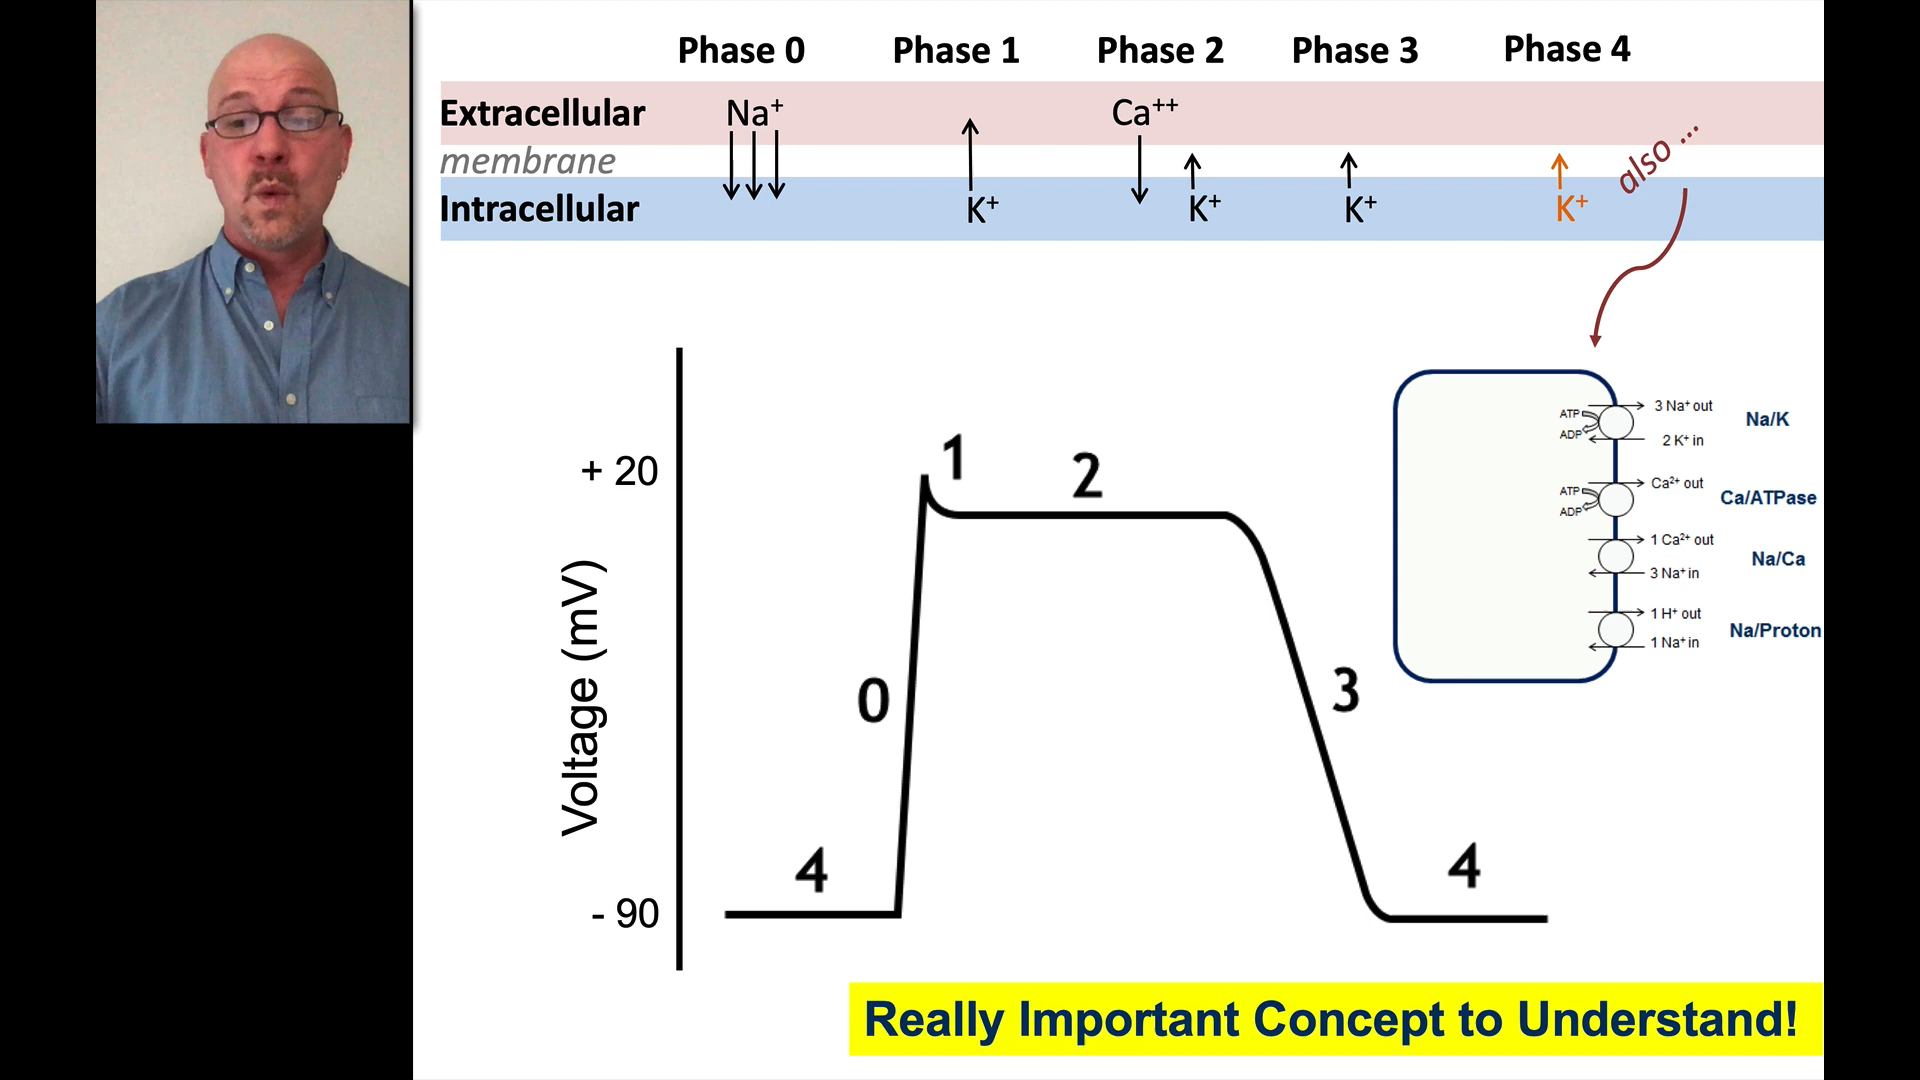 Phase 0 Phase 1 Phase 2 Phase 3 Phase 4
Extracellular Na⁺ Ca⁺⁺
membrane
also ...
Intracellular K⁺ K⁺ K⁺ K⁺
Voltage (mV)
+ 20
- 90
4
0
1
2
3
4
ATP
ADP
3 Na⁺ out
2 K⁺ in
Na/K
ATP
ADP
Ca²⁺ out
Ca/ATPase
1 Ca²⁺ out
3 Na⁺ in
Na/Ca
1 H⁺ out
1 Na⁺ in
Na/Proton
Really Important Concept to Understand!